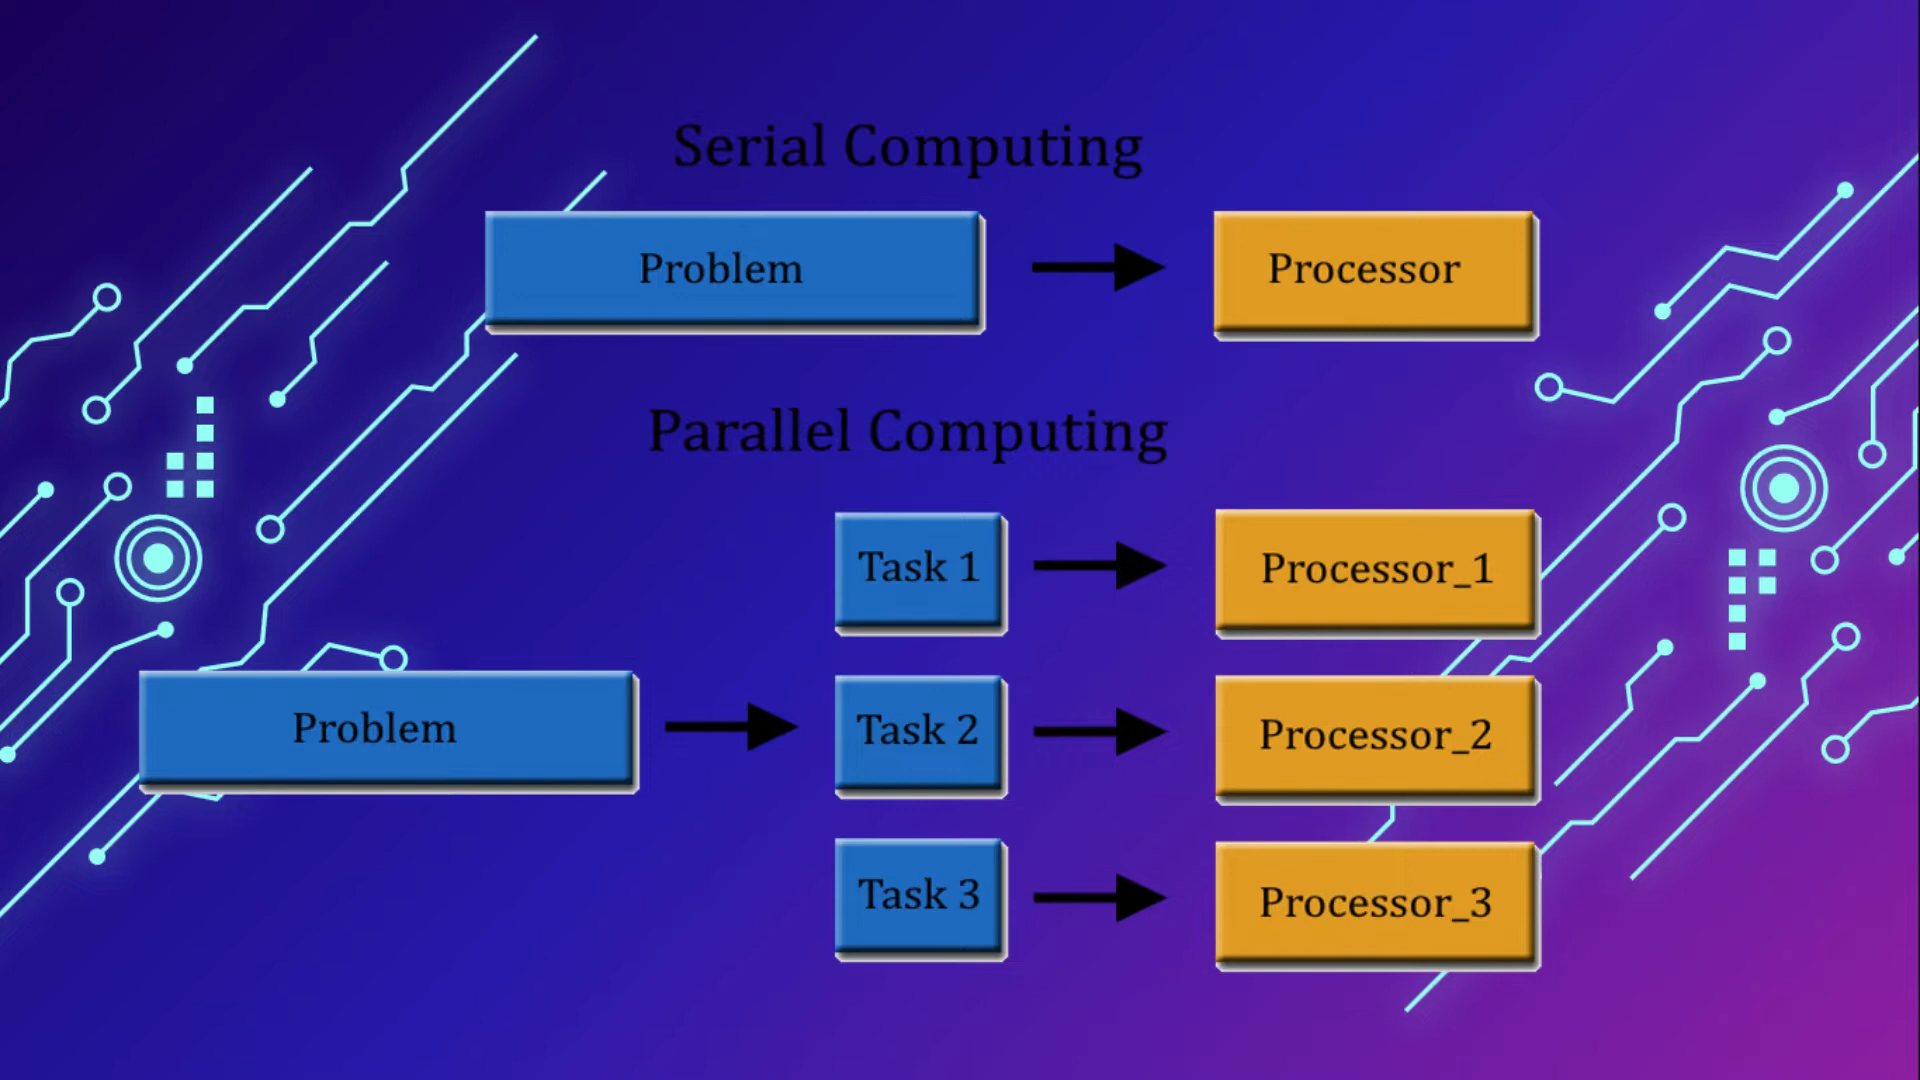 Serial Computing
Problem
Processor
Parallel Computing
Task 1
Processor_1
Problem
Task 2
Processor_2
Task 3
Processor_3